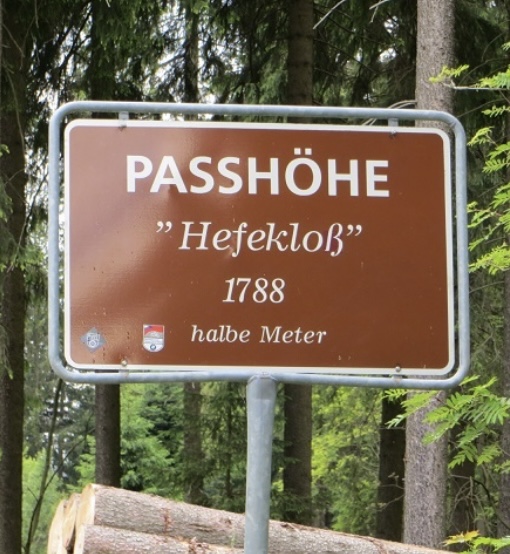 PASSHÖHE
”Hefekloß”
1788
halbe Meter